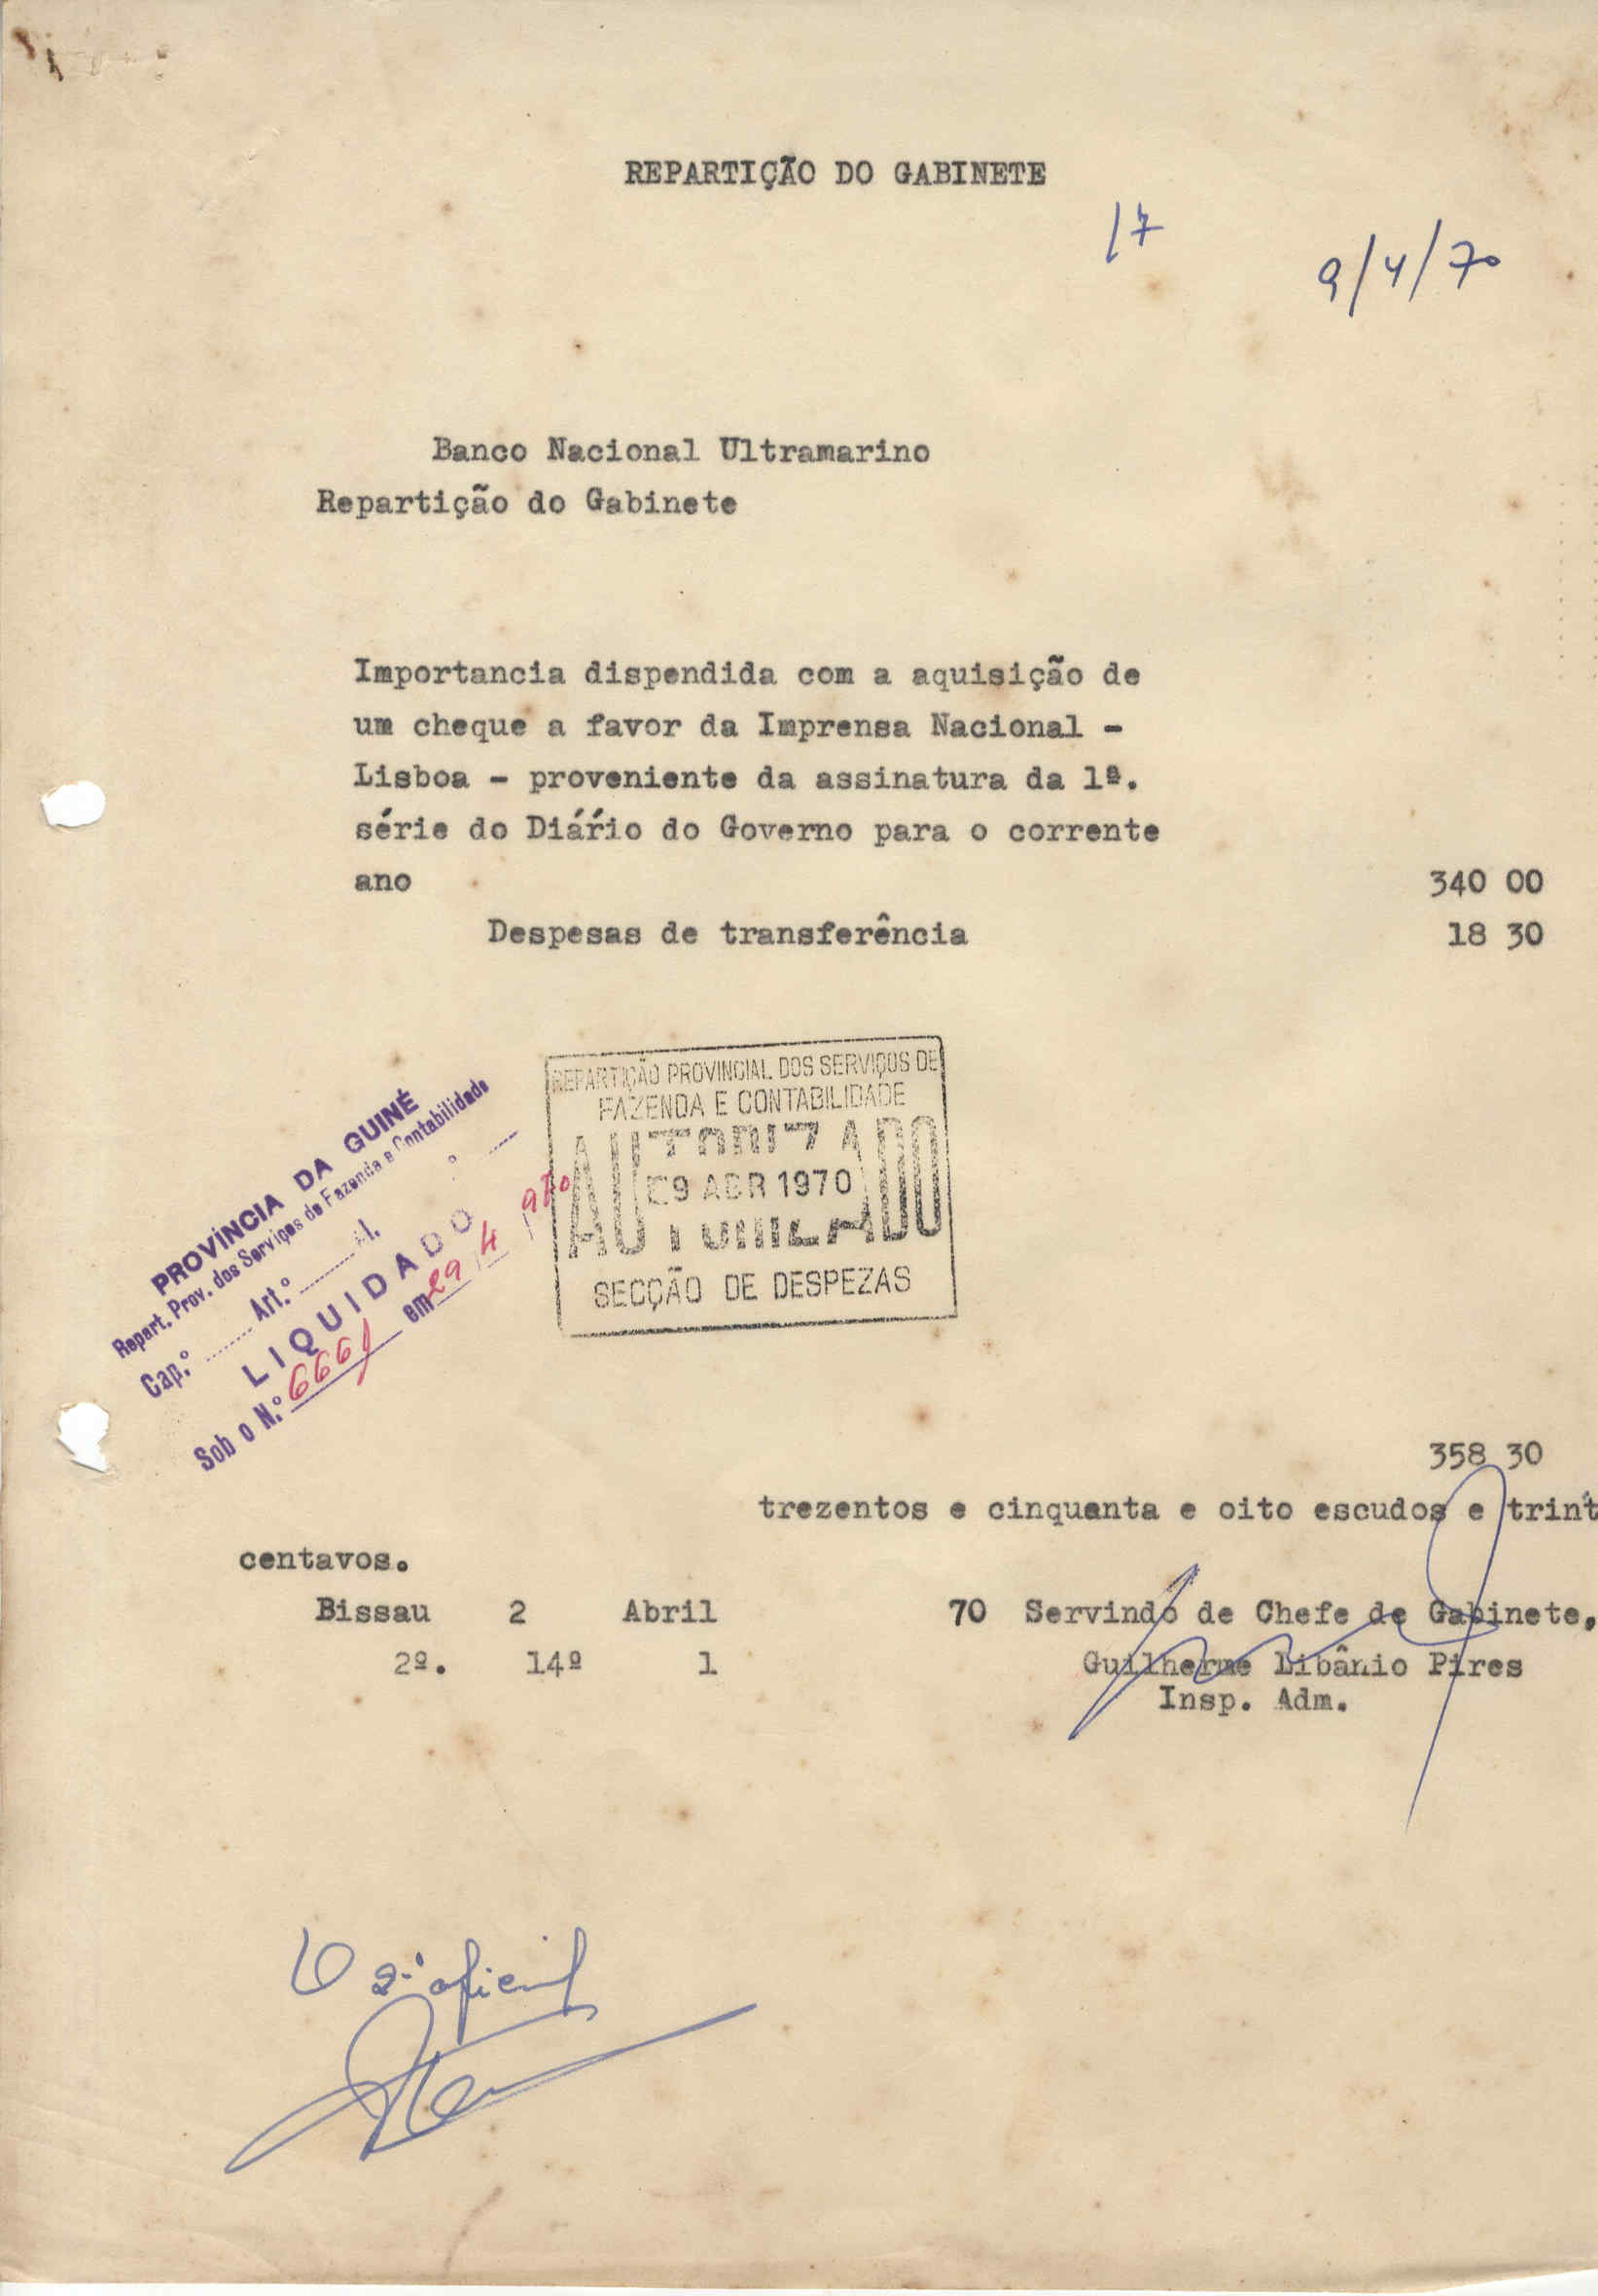 REPARTIÇÃO DO GABINETE
17
9/4/70
Banco Nacional Ultramarino
Repartição do Gabinete
Importancia dispendida com a aquisição de
um cheque a favor da Imprensa Nacional -
Lisboa - proveniente da assinatura da 1ª.
série do Diário do Governo para o corrente
ano 340 00
Despesas de transferência 18 30
REPARTIÇÃO PROVINCIAL DOS SERVIÇOS DE
FAZENDA E CONTABILIDADE
AUTORIZADO
9 ABR 1970
SECÇÃO DE DESPEZAS
PROVÍNCIA DA GUINÉ
Repart. Prov. dos Serviços de Fazenda e Contabilidade
Cap.º Art.º
LIQUIDADO
Sob o N.º 6661 em 29/4/970
358 30
trezentos e cinquenta e oito escudos e trint
centavos.
Bissau 2 Abril 70 Servindo de Chefe de Gabinete,
2º. 14º 1 Guilherme Libânio Pires
Insp. Adm.
O 2.º oficial